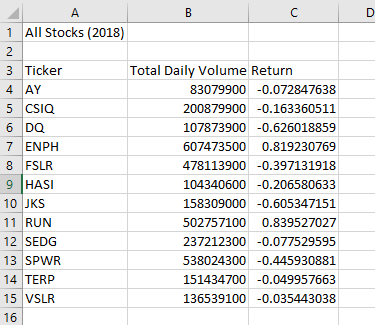 A B C D
1 All Stocks (2018)
2
3 Ticker Total Daily Volume Return
4 AY 83079900 -0.072847638
5 CSIQ 200879900 -0.163360511
6 DQ 107873900 -0.626018859
7 ENPH 607473500 0.819230769
8 FSLR 478113900 -0.397131918
9 HASI 104340600 -0.206580633
10 JKS 158309000 -0.605347151
11 RUN 502757100 0.839527027
12 SEDG 237212300 -0.077529595
13 SPWR 538024300 -0.445930881
14 TERP 151434700 -0.049957663
15 VSLR 136539100 -0.035443038
16